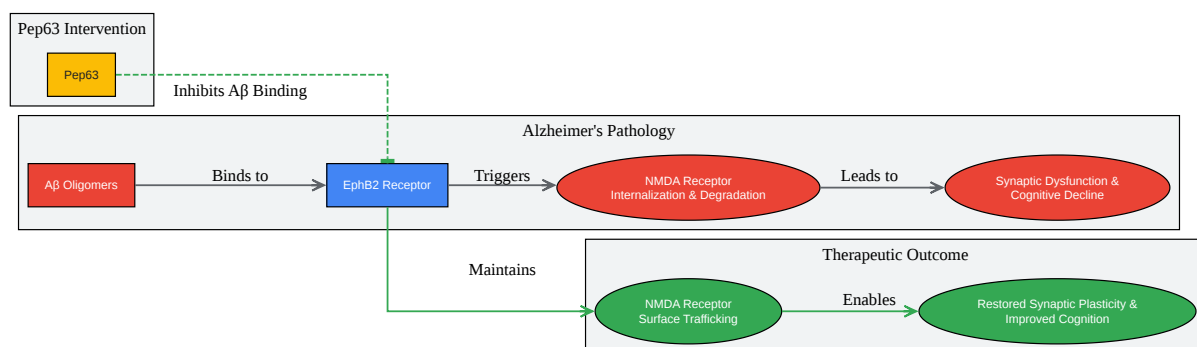 Pep63 Intervention
Pep63
Inhibits Aβ Binding
Alzheimer's Pathology
Aβ Oligomers
Binds to
EphB2 Receptor
Triggers
NMDA Receptor
Internalization & Degradation
Leads to
Synaptic Dysfunction &
Cognitive Decline
Maintains
Therapeutic Outcome
NMDA Receptor
Surface Trafficking
Enables
Restored Synaptic Plasticity &
Improved Cognition